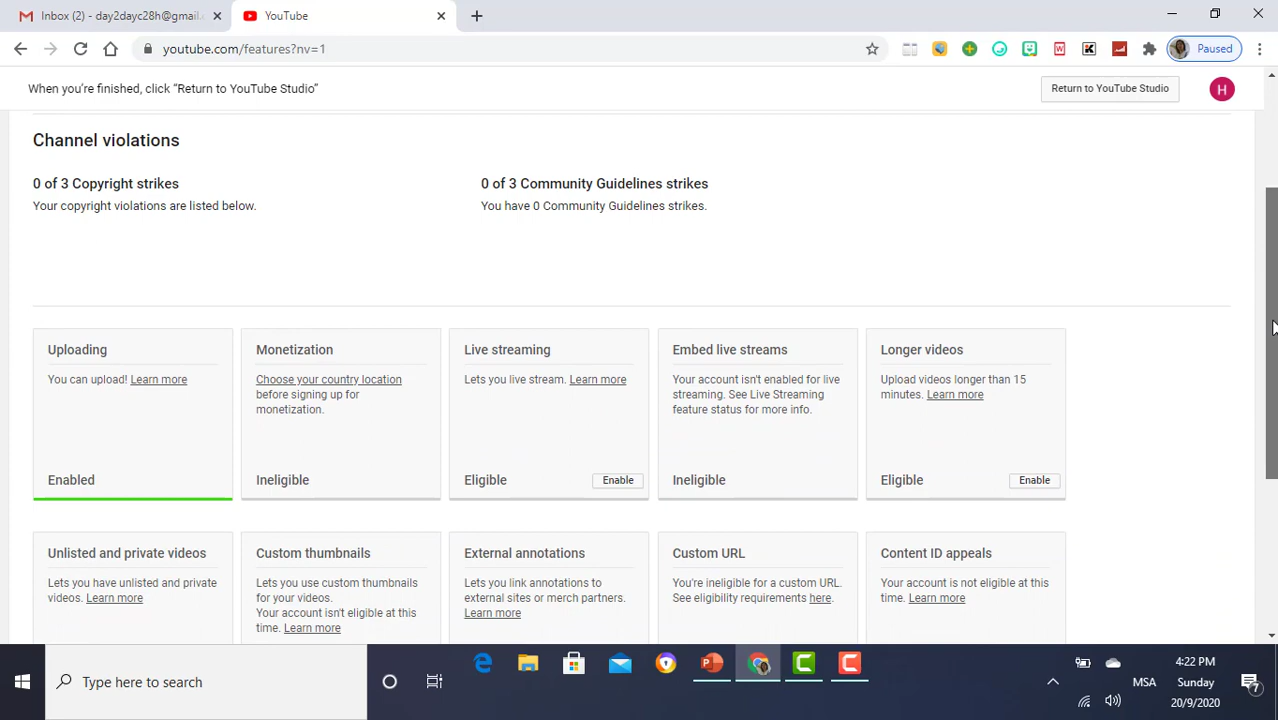 Inbox (2) - day2dayc28h@gmail.c
YouTube
youtube.com/features?nv=1
Paused
When you're finished, click "Return to YouTube Studio"
Return to YouTube Studio
H
Channel violations
0 of 3 Copyright strikes
0 of 3 Community Guidelines strikes
Your copyright violations are listed below.
You have 0 Community Guidelines strikes.
Uploading
You can upload! Learn more
Enabled
Monetization
Choose your country location
before signing up for
monetization.
Ineligible
Live streaming
Lets you live stream. Learn more
Eligible
Enable
Embed live streams
Your account isn't enabled for live
streaming. See Live Streaming
feature status for more info.
Ineligible
Longer videos
Upload videos longer than 15
minutes. Learn more
Eligible
Enable
Unlisted and private videos
Lets you have unlisted and private
videos. Learn more
Custom thumbnails
Lets you use custom thumbnails
for your videos.
Your account isn't eligible at this
time. Learn more
External annotations
Lets you link annotations to
external sites or merch partners.
Learn more
Custom URL
You're ineligible for a custom URL.
See eligibility requirements here.
Content ID appeals
Your account is not eligible at this
time. Learn more
Type here to search
MSA
4:22 PM
Sunday
20/9/2020
7